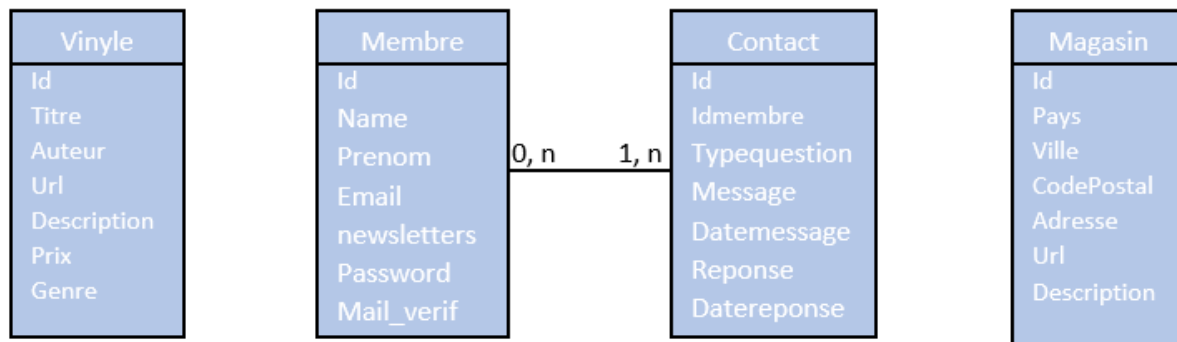 Vinyle
Id
Titre
Auteur
Url
Description
Prix
Genre
Membre
Id
Name
Prenom
Email
newsletters
Password
Mail_verif
0, n
1, n
Contact
Id
Idmembre
Typequestion
Message
Datemessage
Reponse
Datereponse
Magasin
Id
Pays
Ville
CodePostal
Adresse
Url
Description